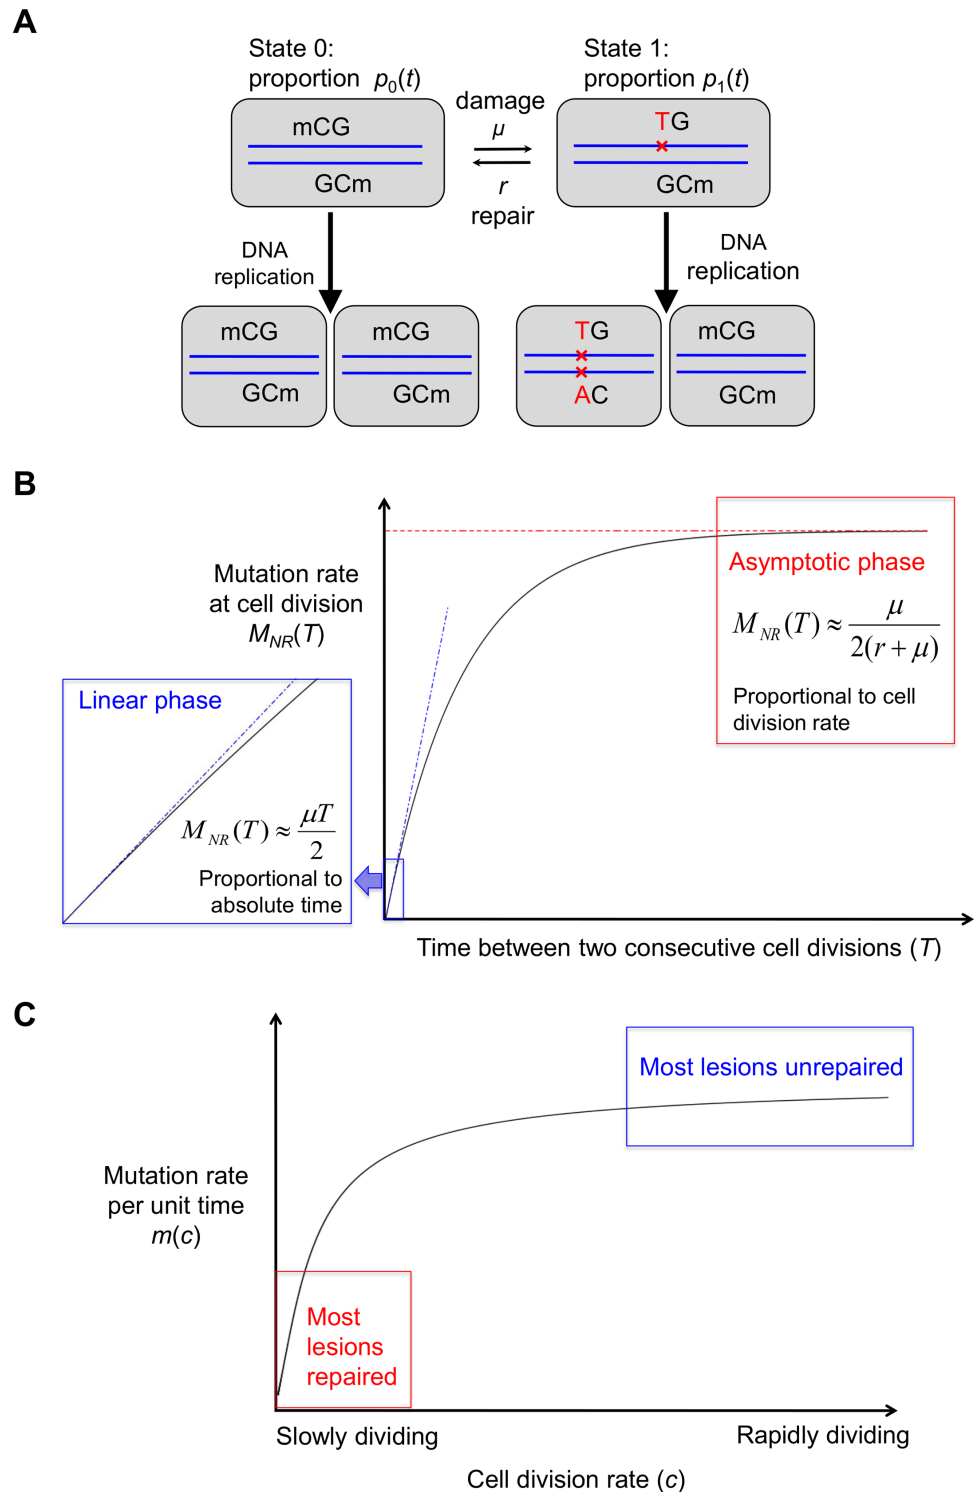 A
State 0:
proportion p₀(t)
State 1:
proportion p₁(t)
damage
μ
r
repair
mCG
GCm
TG
GCm
DNA
replication
DNA
replication
mCG
GCm
mCG
GCm
TG
AC
mCG
GCm
B
Mutation rate
at cell division
M_NR(T)
Asymptotic phase
M_NR(T) ≈ μ / 2(r + μ)
Proportional to cell
division rate
Linear phase
M_NR(T) ≈ μT / 2
Proportional to
absolute time
Time between two consecutive cell divisions (T)
C
Most lesions unrepaired
Mutation rate
per unit time
m(c)
Most
lesions
repaired
Slowly dividing
Rapidly dividing
Cell division rate (c)